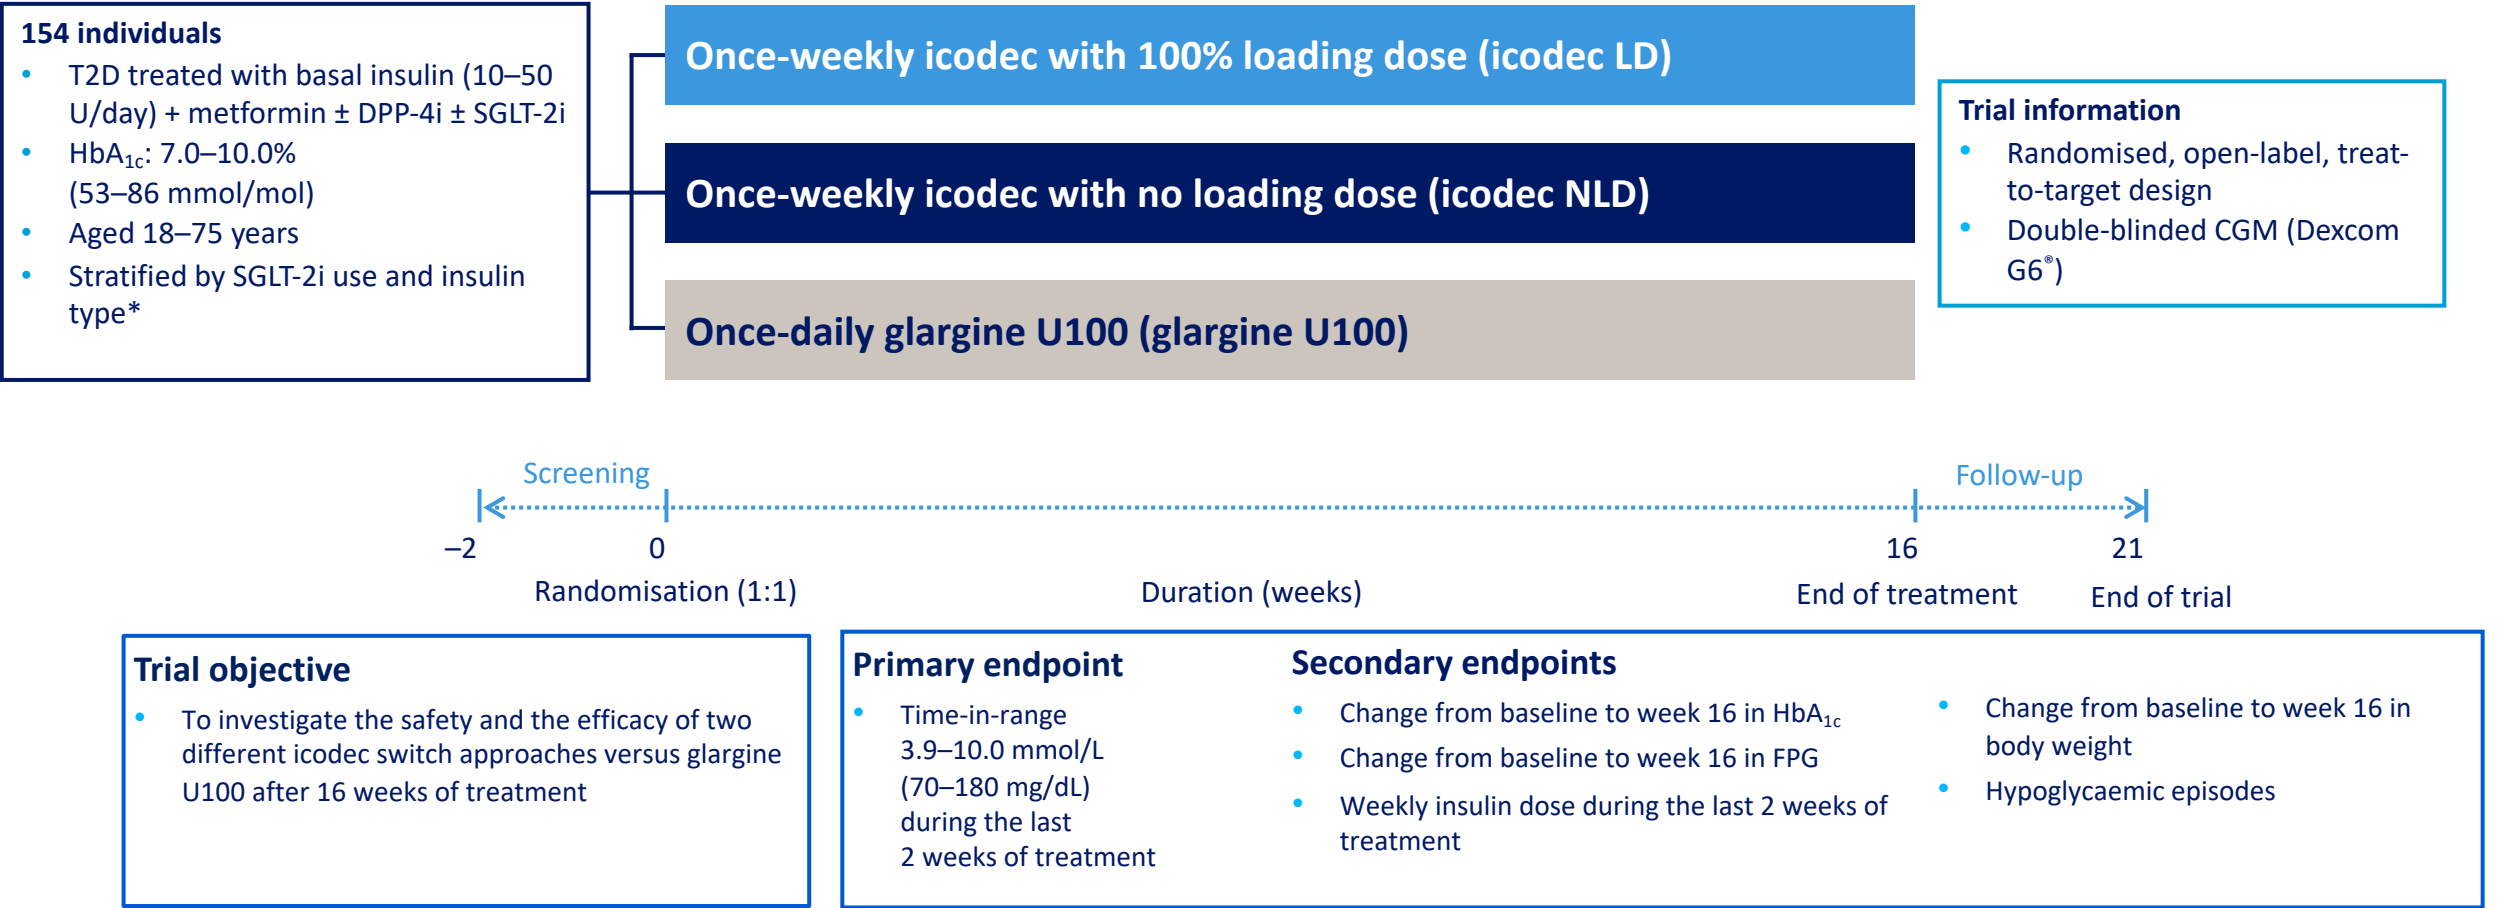 154 individuals
• T2D treated with basal insulin (10–50
U/day) + metformin ± DPP-4i ± SGLT-2i
• HbA1c: 7.0–10.0%
(53–86 mmol/mol)
• Aged 18–75 years
• Stratified by SGLT-2i use and insulin
type*
Once-weekly icodec with 100% loading dose (icodec LD)
Once-weekly icodec with no loading dose (icodec NLD)
Once-daily glargine U100 (glargine U100)
Trial information
• Randomised, open-label, treat-
to-target design
• Double-blinded CGM (Dexcom
G6®)
Screening
Follow-up
–2
0
16
21
Randomisation (1:1)
Duration (weeks)
End of treatment
End of trial
Trial objective
• To investigate the safety and the efficacy of two
different icodec switch approaches versus glargine
U100 after 16 weeks of treatment
Primary endpoint
• Time-in-range
3.9–10.0 mmol/L
(70–180 mg/dL)
during the last
2 weeks of treatment
Secondary endpoints
• Change from baseline to week 16 in HbA1c
• Change from baseline to week 16 in FPG
• Weekly insulin dose during the last 2 weeks of
treatment
• Change from baseline to week 16 in
body weight
• Hypoglycaemic episodes